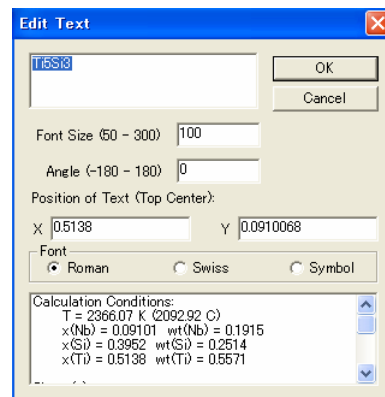 Edit Text
Ti5Si3
OK
Cancel
Font Size (50 - 300) 100
Angle (-180 - 180) 0
Position of Text (Top Center):
X 0.5138 Y 0.0910068
Font
Roman Swiss Symbol
Calculation Conditions:
T = 2366.07 K (2092.92 C)
x(Nb) = 0.09101 wt(Nb) = 0.1915
x(Si) = 0.3952 wt(Si) = 0.2514
x(Ti) = 0.5138 wt(Ti) = 0.5571